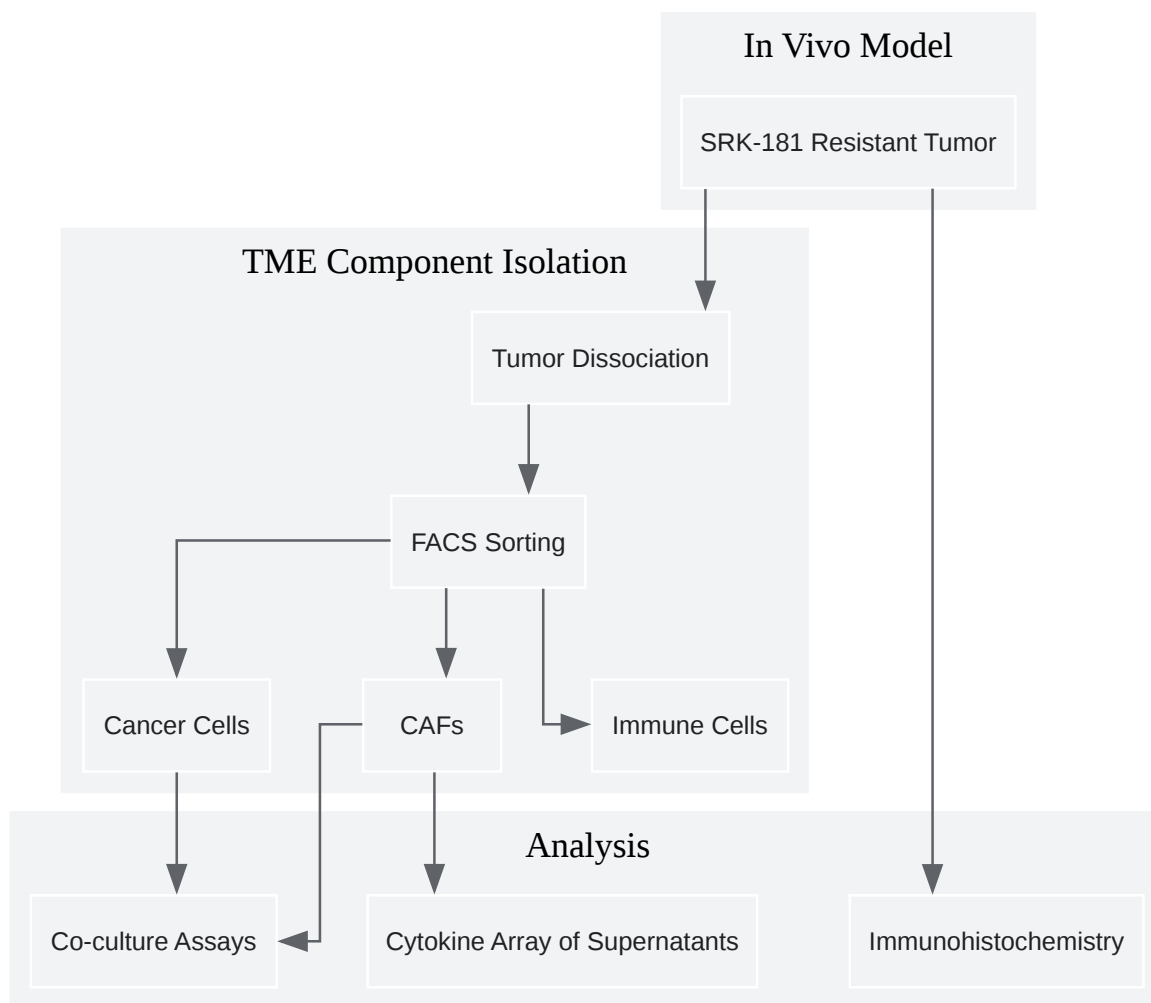 In Vivo Model
SRK-181 Resistant Tumor
TME Component Isolation
Tumor Dissociation
FACS Sorting
Cancer Cells
CAFs
Immune Cells
Analysis
Co-culture Assays
Cytokine Array of Supernatants
Immunohistochemistry